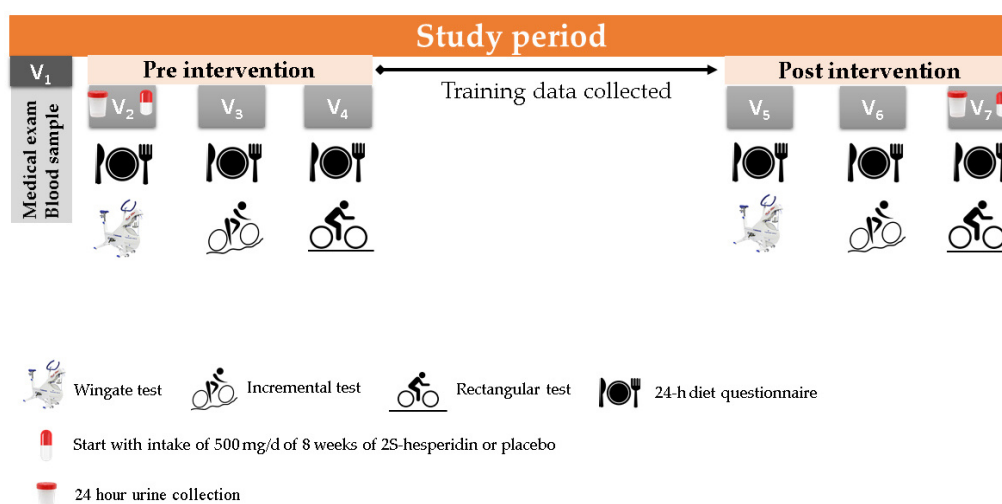 Study period
V1
Pre intervention
Training data collected
Post intervention
Medical exam
Blood sample
V2
V3
V4
V5
V6
V7
Wingate test
Incremental test
Rectangular test
24-h diet questionnaire
Start with intake of 500 mg/d of 8 weeks of 2S-hesperidin or placebo
24 hour urine collection